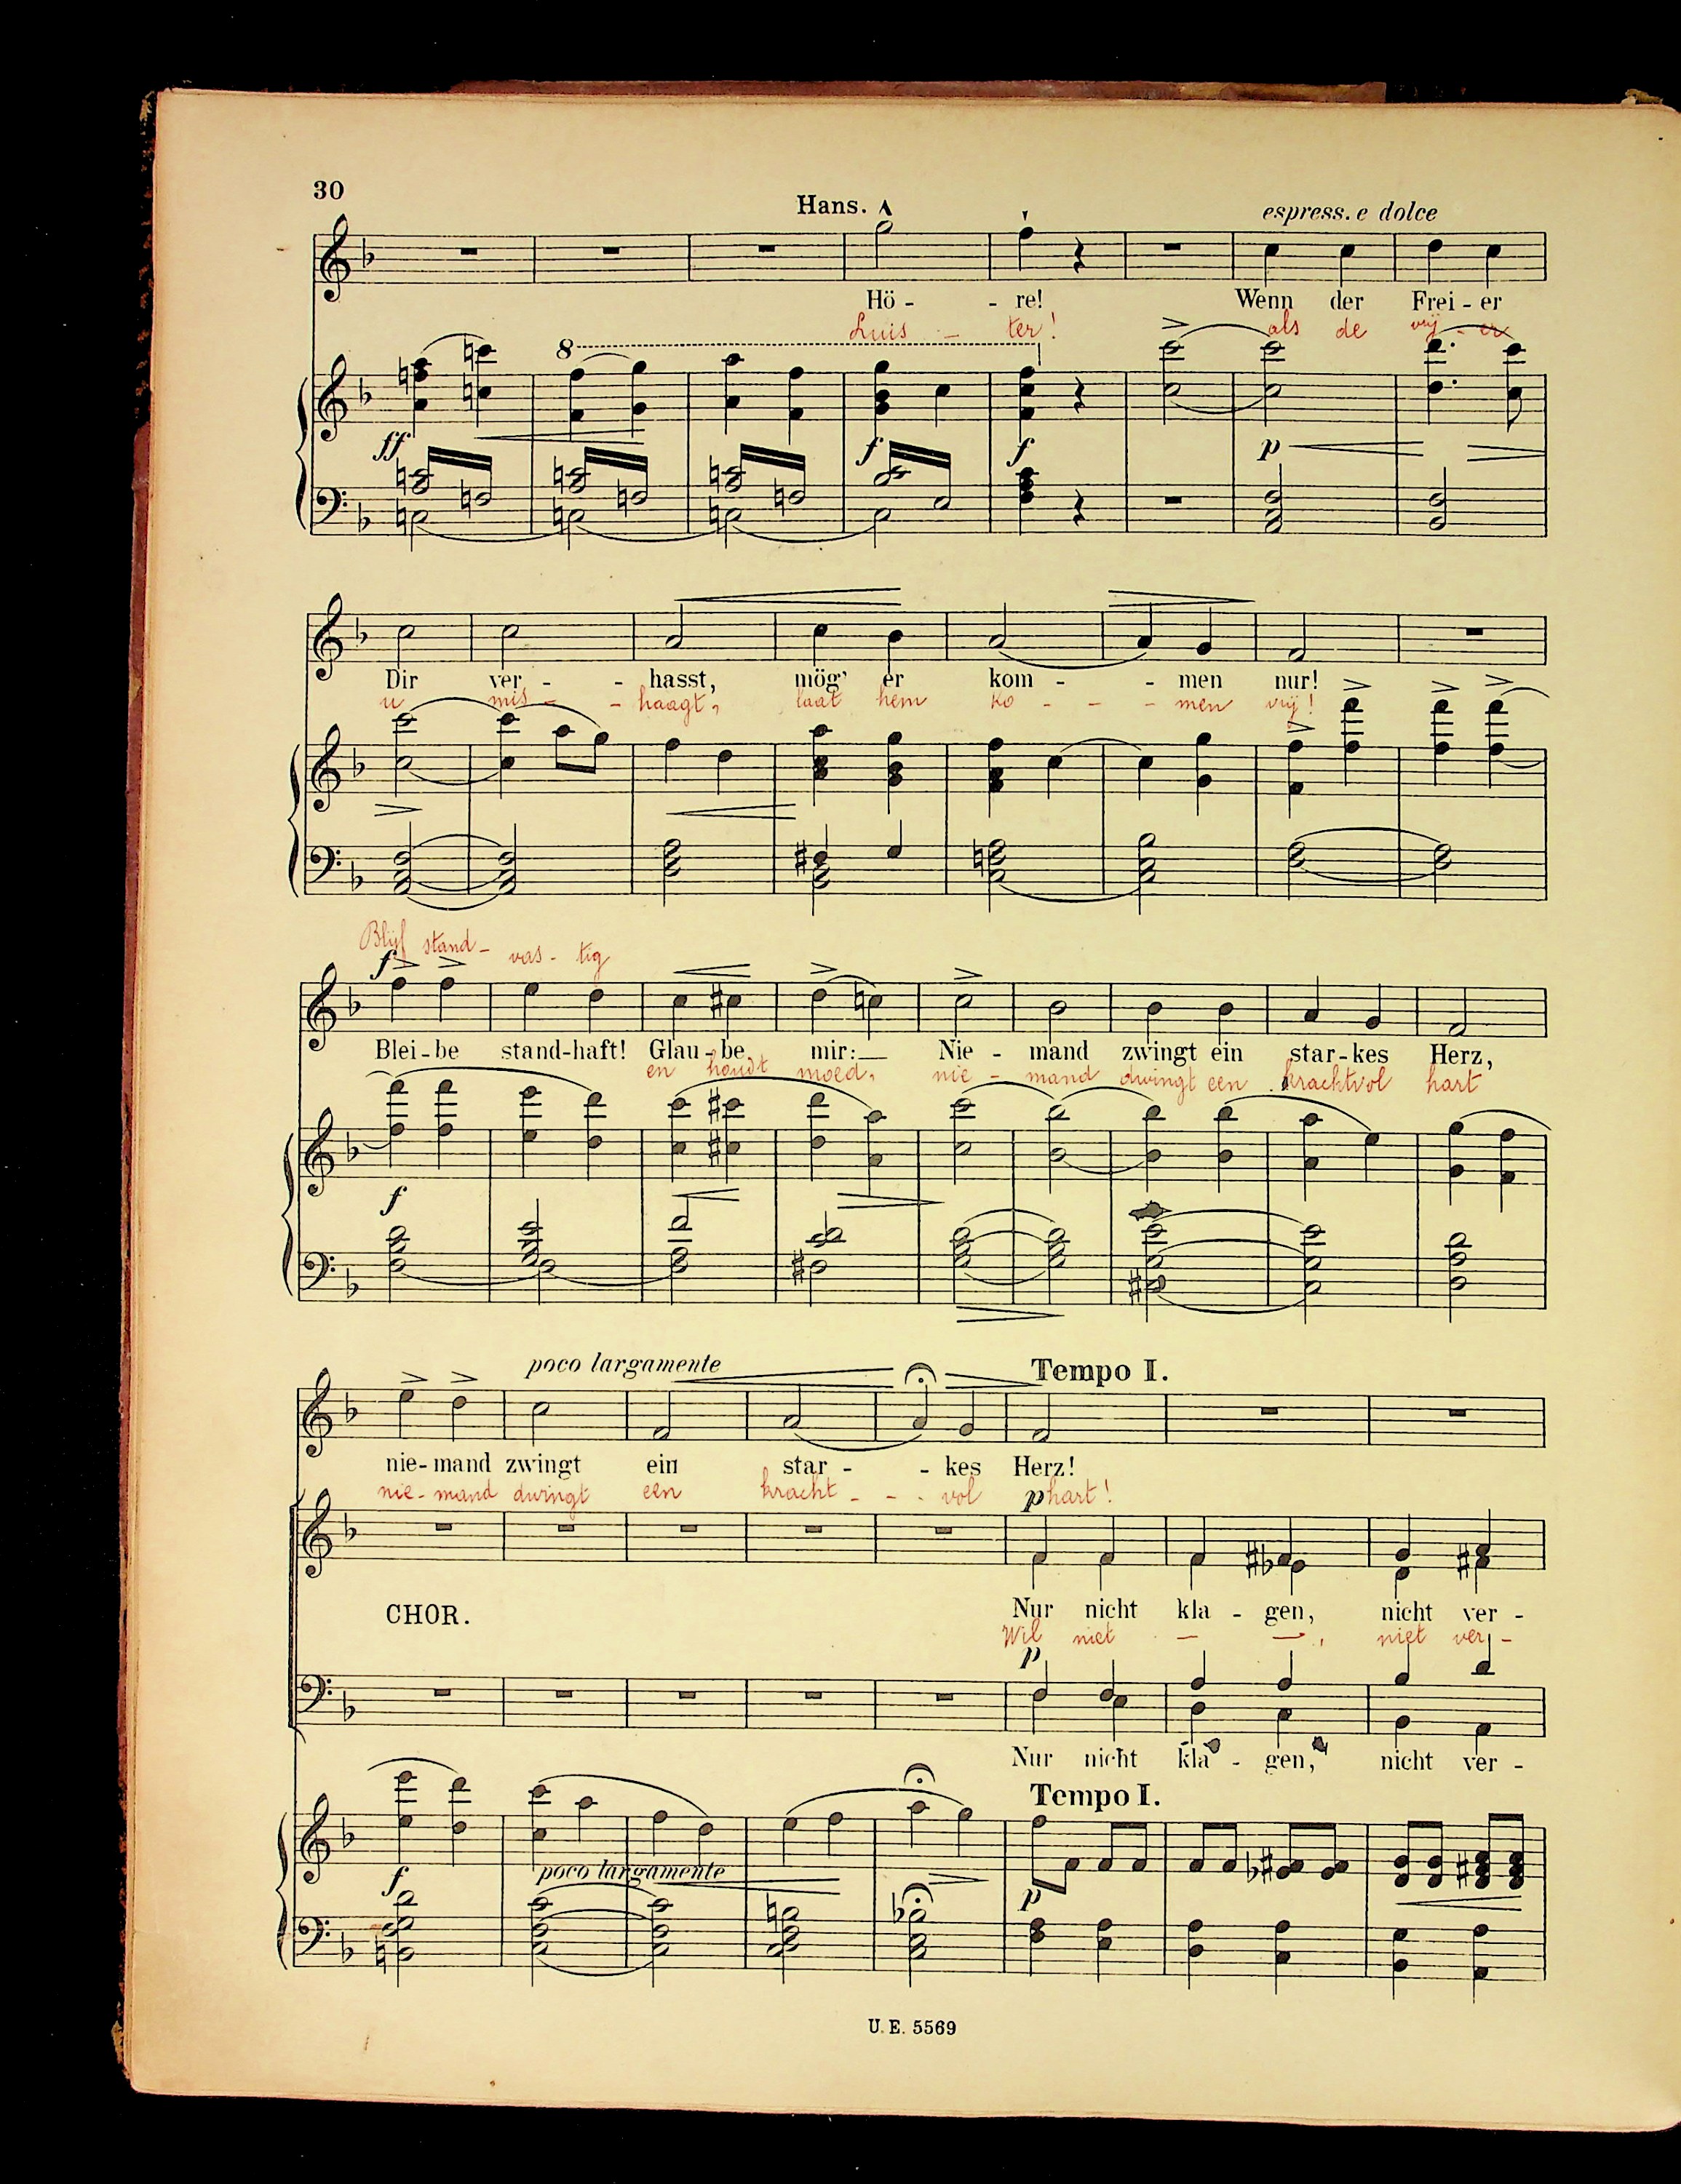 30
Hans.
espress. e dolce
Hö - - re! Wenn der Frei - er
Luis - ter! als de vrij - er
8
ff f f p
Dir ver - - hasst, mög' er kom - - men nur!
u mis - - haagt, laat hem ko - - - men vrij!
Blijf stand - vas - tig
f
Blei - be stand - haft! Glau - be mir: Nie - mand zwingt ein star - kes Herz,
en houdt moed, nie - mand dwingt een krachtvol hart
f
poco largamente Tempo I.
nie - mand zwingt ein star - - kes Herz!
nie - mand dwingt een kracht - - - vol hart!
p
CHOR.
Nur nicht kla - gen, nicht ver -
Wil niet — —, niet ver -
p
Nur nicht kla - gen, nicht ver -
Tempo I.
f poco largamente p
U. E. 5569